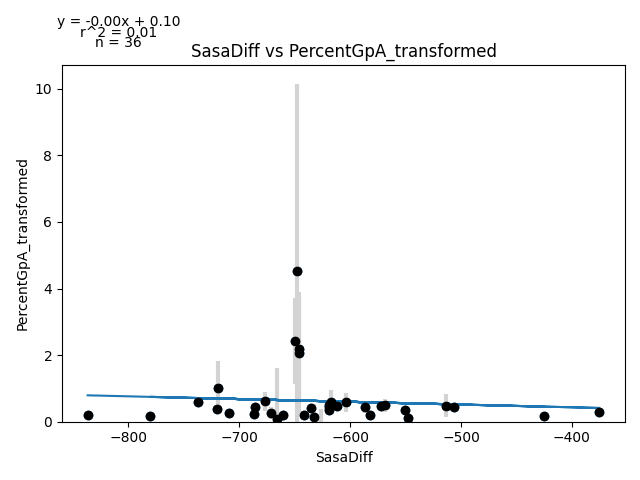 y = -0.00x + 0.10
r^2 = 0.01
n = 36
SasaDiff vs PercentGpA_transformed
PercentGpA_transformed
10
8
6
4
2
0
−800
−700
−600
−500
−400
SasaDiff